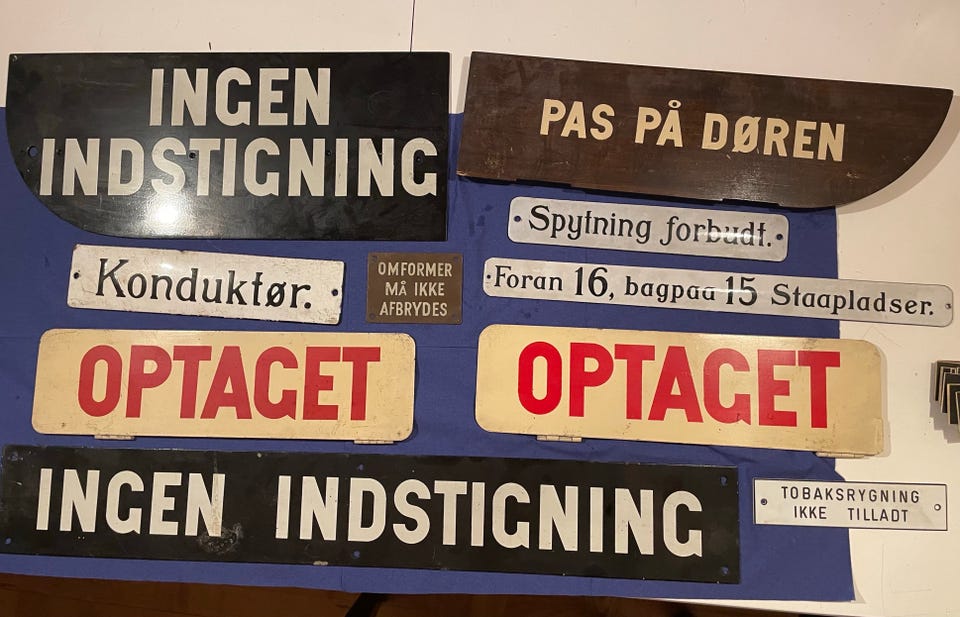 INGEN
INDSTIGNING
PAS PÅ DØREN
Spytning forbudt.
Konduktør.
OMFORMER
MÅ IKKE
AFBRYDES
Foran 16, bagpaa 15 Staapladser.
OPTAGET
OPTAGET
INGEN INDSTIGNING
TOBAKSRYGNING
IKKE TILLADT